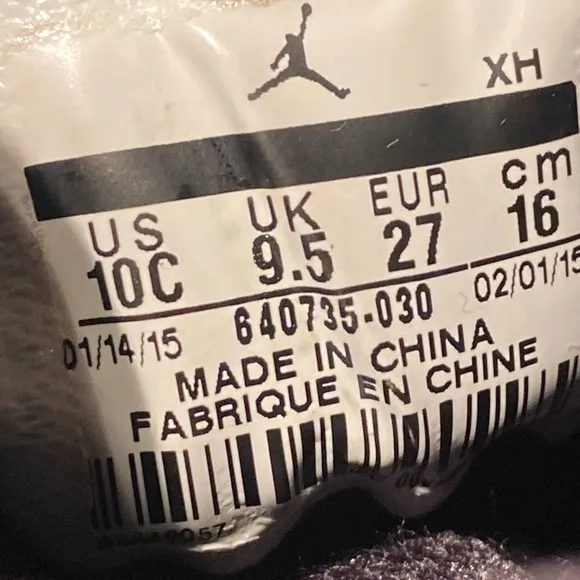 XH
US UK EUR cm
10C 9.5 27 16
01/14/15 640735-030 02/01/15
MADE IN CHINA
FABRIQUE EN CHINE